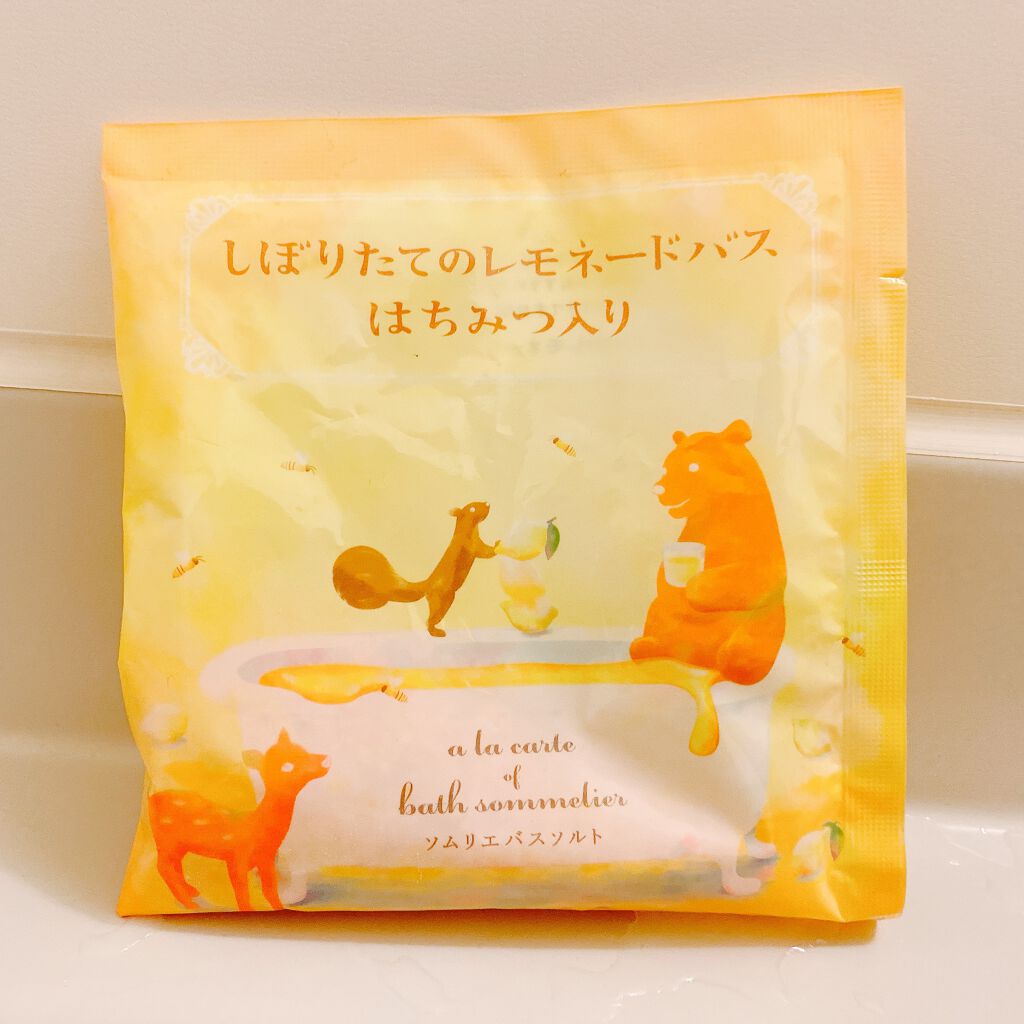 しぼりたてのレモネードバス
はちみつ入り
a la carte
of
bath sommelier
ソムリエバスソルト